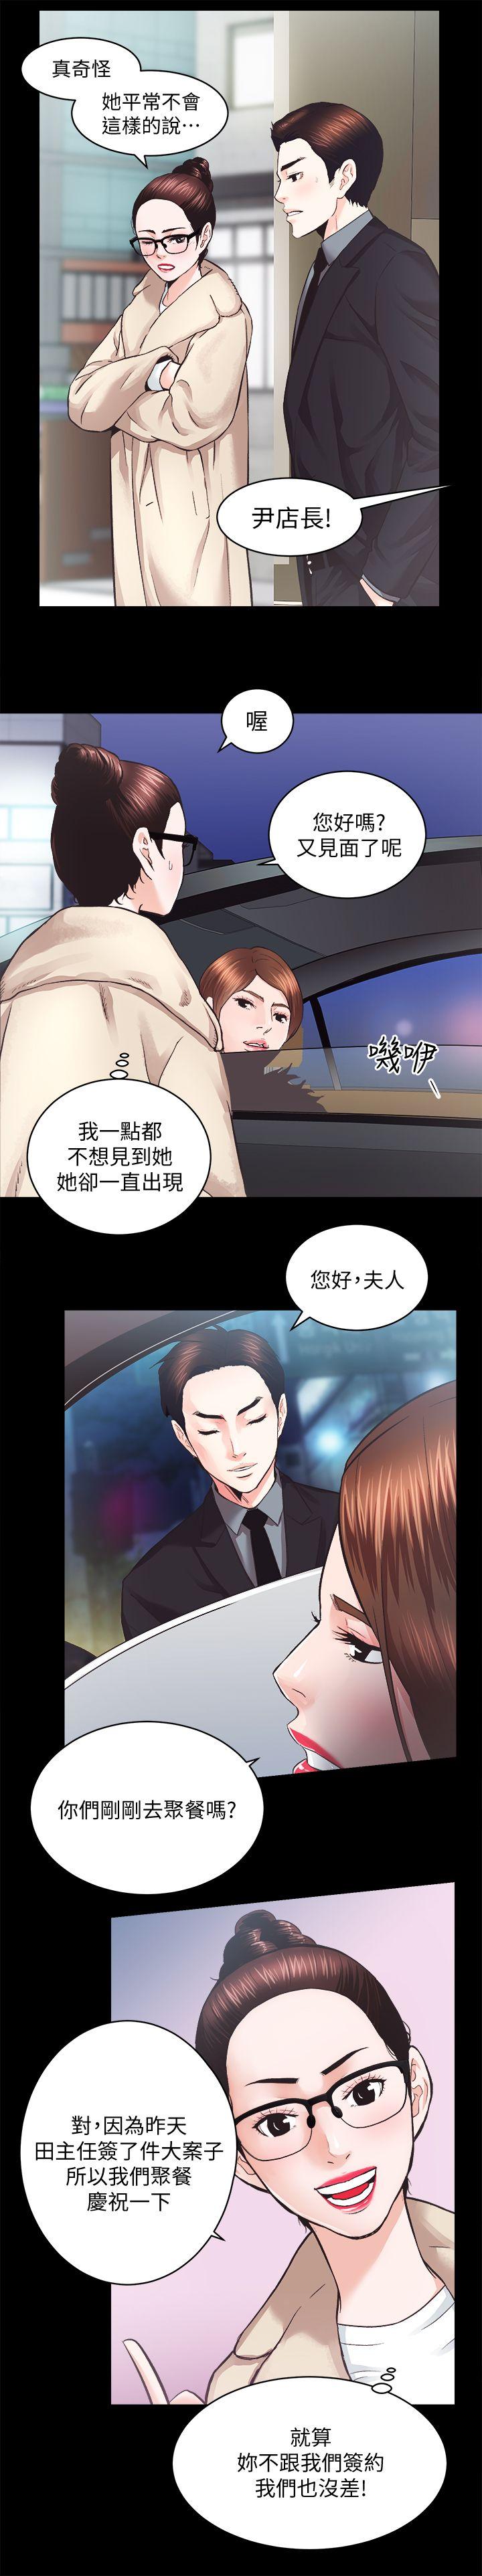 真奇怪
她平常不會
這樣的說⋯
尹店長!
喔
您好嗎?
又見面了呢
嘰咿
我一點都
不想見到她
她卻一直出現
您好,夫人
你們剛剛去聚餐嗎?
對,因為昨天
田主任簽了件大案子
所以我們聚餐
慶祝一下
就算
妳不跟我們簽約
我們也沒差!